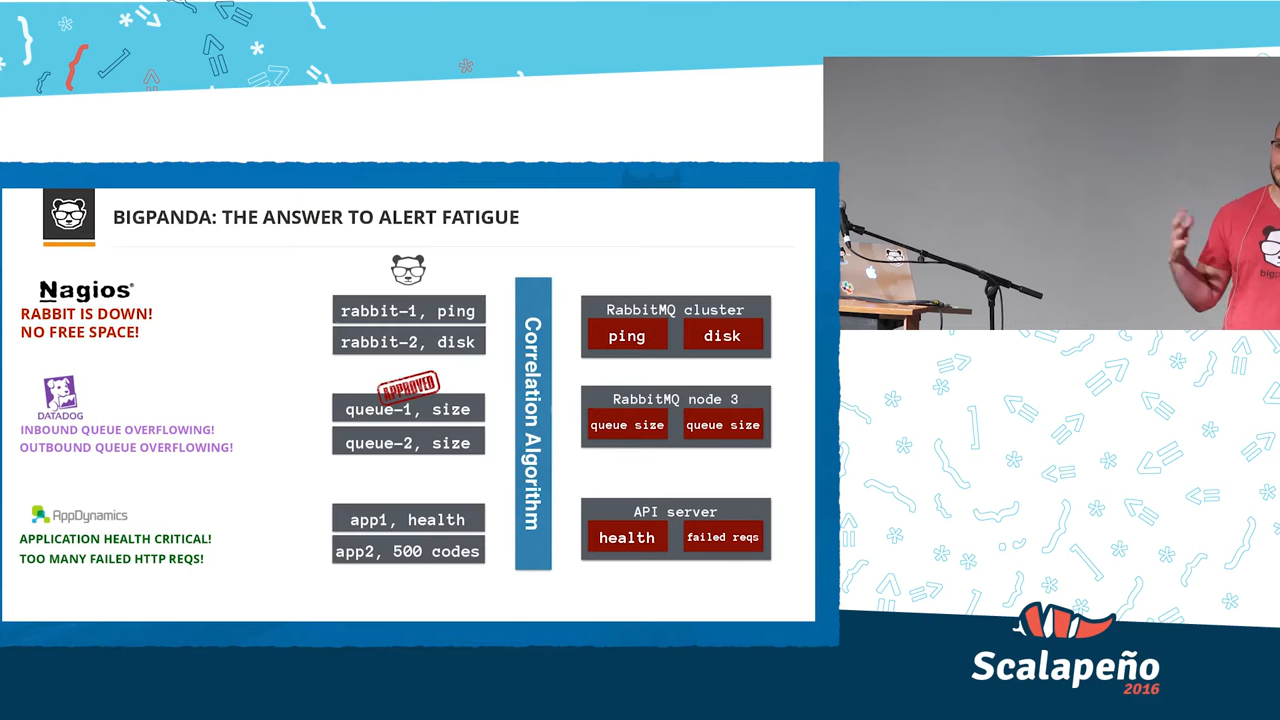 BIGPANDA: THE ANSWER TO ALERT FATIGUE
Nagios®
RABBIT IS DOWN!
NO FREE SPACE!
DATADOG
INBOUND QUEUE OVERFLOWING!
OUTBOUND QUEUE OVERFLOWING!
AppDynamics
APPLICATION HEALTH CRITICAL!
TOO MANY FAILED HTTP REQS!
rabbit-1, ping
rabbit-2, disk
APPROVED
queue-1, size
queue-2, size
app1, health
app2, 500 codes
Correlation Algorithm
RabbitMQ cluster
ping disk
RabbitMQ node 3
queue size queue size
API server
health failed reqs
Scalapeño
2016